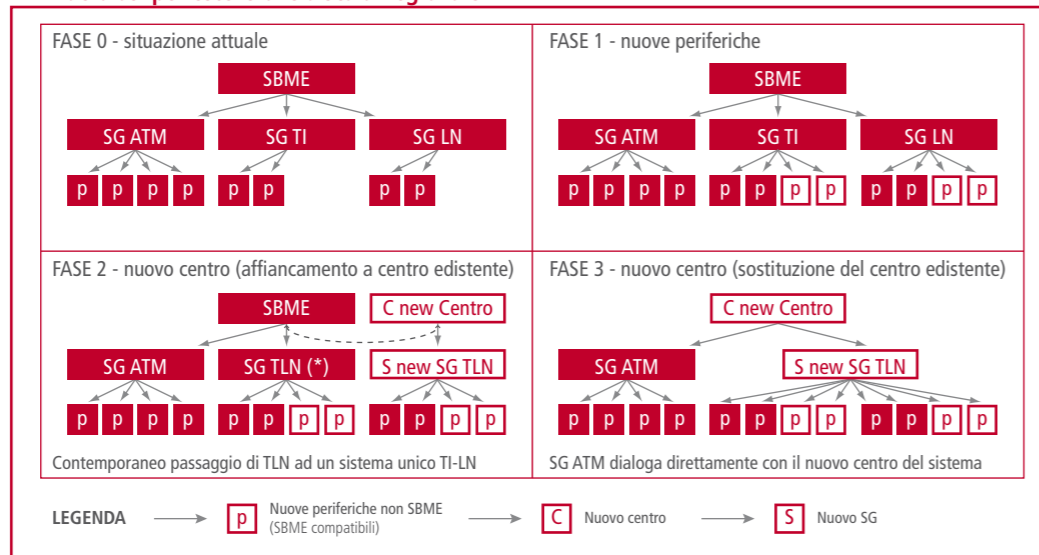 FASE 0 - situazione attuale
SBME
SG ATM SG TI SG LN
p p p p p p p p
FASE 1 - nuove periferiche
SBME
SG ATM SG TI SG LN
p p p p p p p p p p p p
FASE 2 - nuovo centro (affiancamento a centro edistente)
SBME C new Centro
SG ATM SG TLN (*) S new SG TLN
p p p p p p p p p p p p
Contemporaneo passaggio di TLN ad un sistema unico TI-LN
FASE 3 - nuovo centro (sostituzione del centro edistente)
C new Centro
SG ATM S new SG TLN
p p p p p p p p p p p p
SG ATM dialoga direttamente con il nuovo centro del sistema
LEGENDA p Nuove periferiche non SBME
(SBME compatibili)
C Nuovo centro
S Nuovo SG